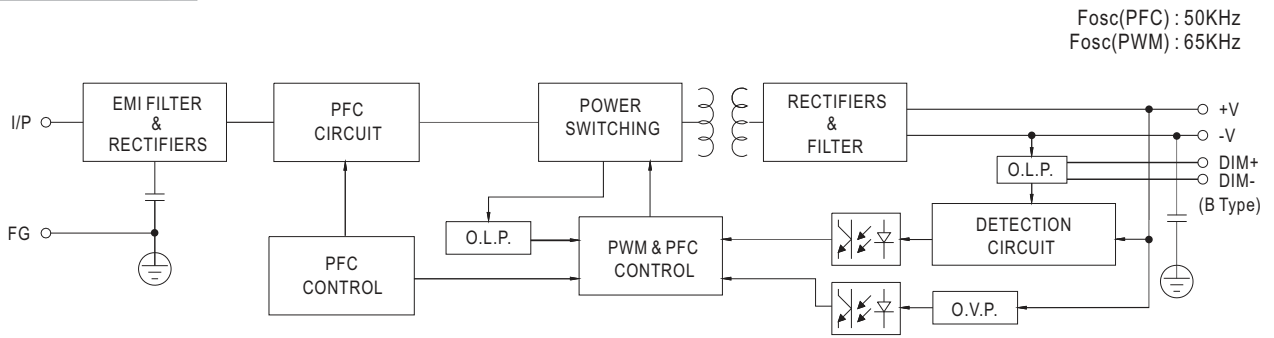 Fosc(PFC) : 50KHz
Fosc(PWM) : 65KHz
I/P
EMI FILTER
&
RECTIFIERS
PFC
CIRCUIT
POWER
SWITCHING
RECTIFIERS
&
FILTER
+V
-V
DIM+
DIM-
(B Type)
O.L.P.
DETECTION
CIRCUIT
FG
O.L.P.
PFC
CONTROL
PWM & PFC
CONTROL
O.V.P.